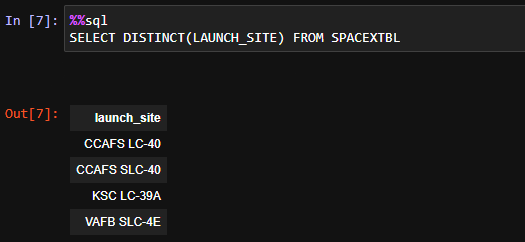 In [7]: %%sql
SELECT DISTINCT(LAUNCH_SITE) FROM SPACEXTBL
Out[7]:
launch_site
CCAFS LC-40
CCAFS SLC-40
KSC LC-39A
VAFB SLC-4E